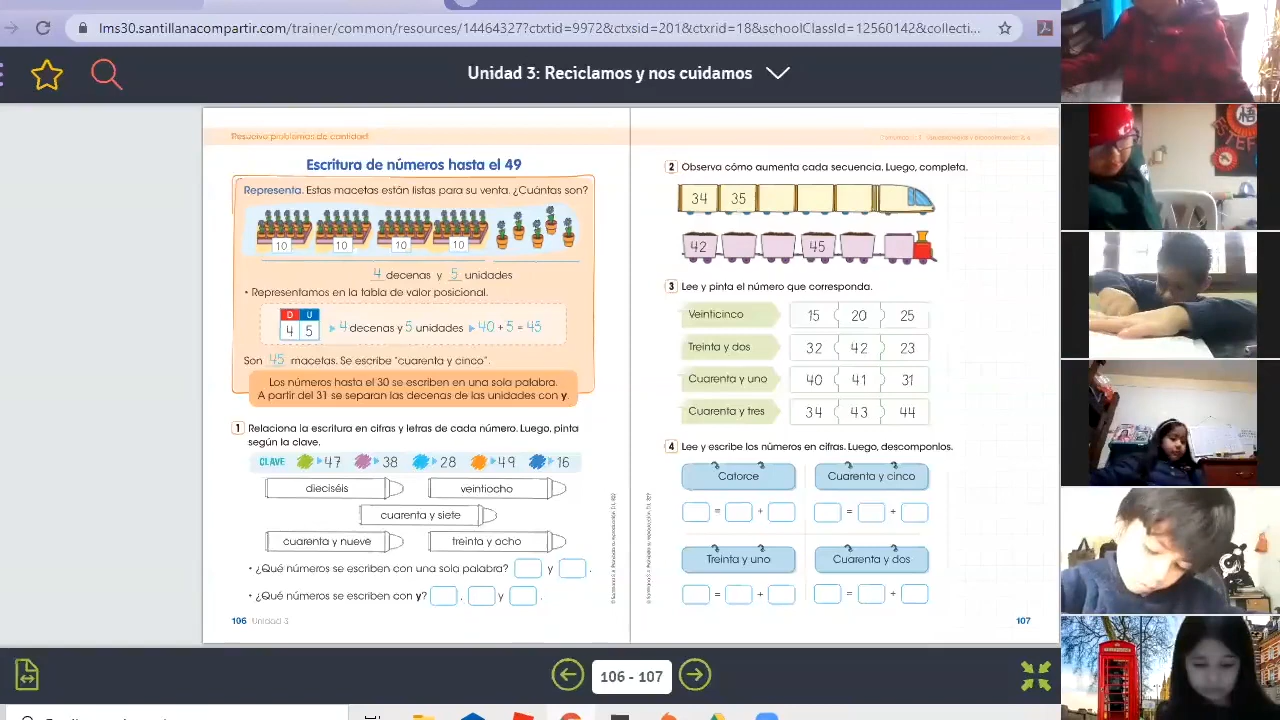 lms30.santillanacompartir.com/trainer/common/resources/14464327?ctxtid=9972&ctxsid=201&ctxrid=18&schoolClassId=12560142&collecti...
Unidad 3: Reciclamos y nos cuidamos
Resuelve problemas de cantidad
Escritura de números hasta el 49
Representa. Estas macetas están listas para su venta. ¿Cuántas son?
10 10 10 10
4 decenas y 5 unidades
• Representamos en la tabla de valor posicional.
D U
4 5
4 decenas y 5 unidades 40 + 5 = 45
Son 45 macetas. Se escribe "cuarenta y cinco".
Los números hasta el 30 se escriben en una sola palabra.
A partir del 31 se separan las decenas de las unidades con y.
1 Relaciona la escritura en cifras y letras de cada número. Luego, pinta
según la clave.
CLAVE 47 38 28 49 16
dieciséis veintiocho
cuarenta y siete
cuarenta y nueve treinta y ocho
• ¿Qué números se escriben con una sola palabra? y .
• ¿Qué números se escriben con y? , y .
106 Unidad 3
2 Observa cómo aumenta cada secuencia. Luego, completa.
34 35
42 45
3 Lee y pinta el número que corresponda.
Veinticinco 15 20 25
Treinta y dos 32 42 23
Cuarenta y uno 40 41 31
Cuarenta y tres 34 43 44
4 Lee y escribe los números en cifras. Luego, descomponlos.
Catorce Cuarenta y cinco
= + = +
Treinta y uno Cuarenta y dos
= + = +
107
106 - 107